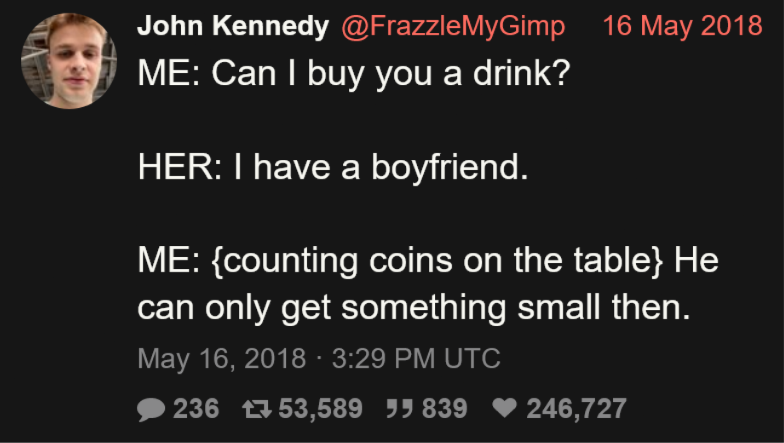 John Kennedy @FrazzleMyGimp 16 May 2018
ME: Can I buy you a drink?
HER: I have a boyfriend.
ME: {counting coins on the table} He
can only get something small then.
May 16, 2018 · 3:29 PM UTC
236 53,589 839 246,727